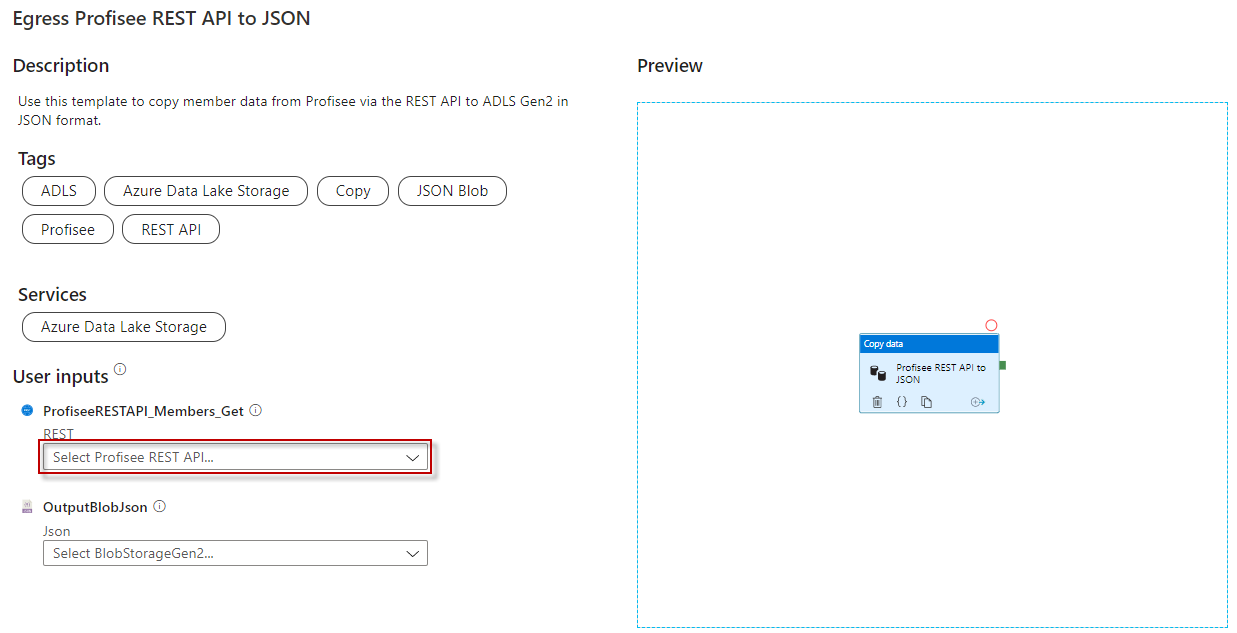 Egress Profisee REST API to JSON
Description
Use this template to copy member data from Profisee via the REST API to ADLS Gen2 in
JSON format.
Tags
ADLS
Azure Data Lake Storage
Copy
JSON Blob
Profisee
REST API
Services
Azure Data Lake Storage
User inputs
ProfiseeRESTAPI_Members_Get
REST
Select Profisee REST API...
OutputBlobJson
Json
Select BlobStorageGen2...
Preview
Copy data
Profisee REST API to
JSON